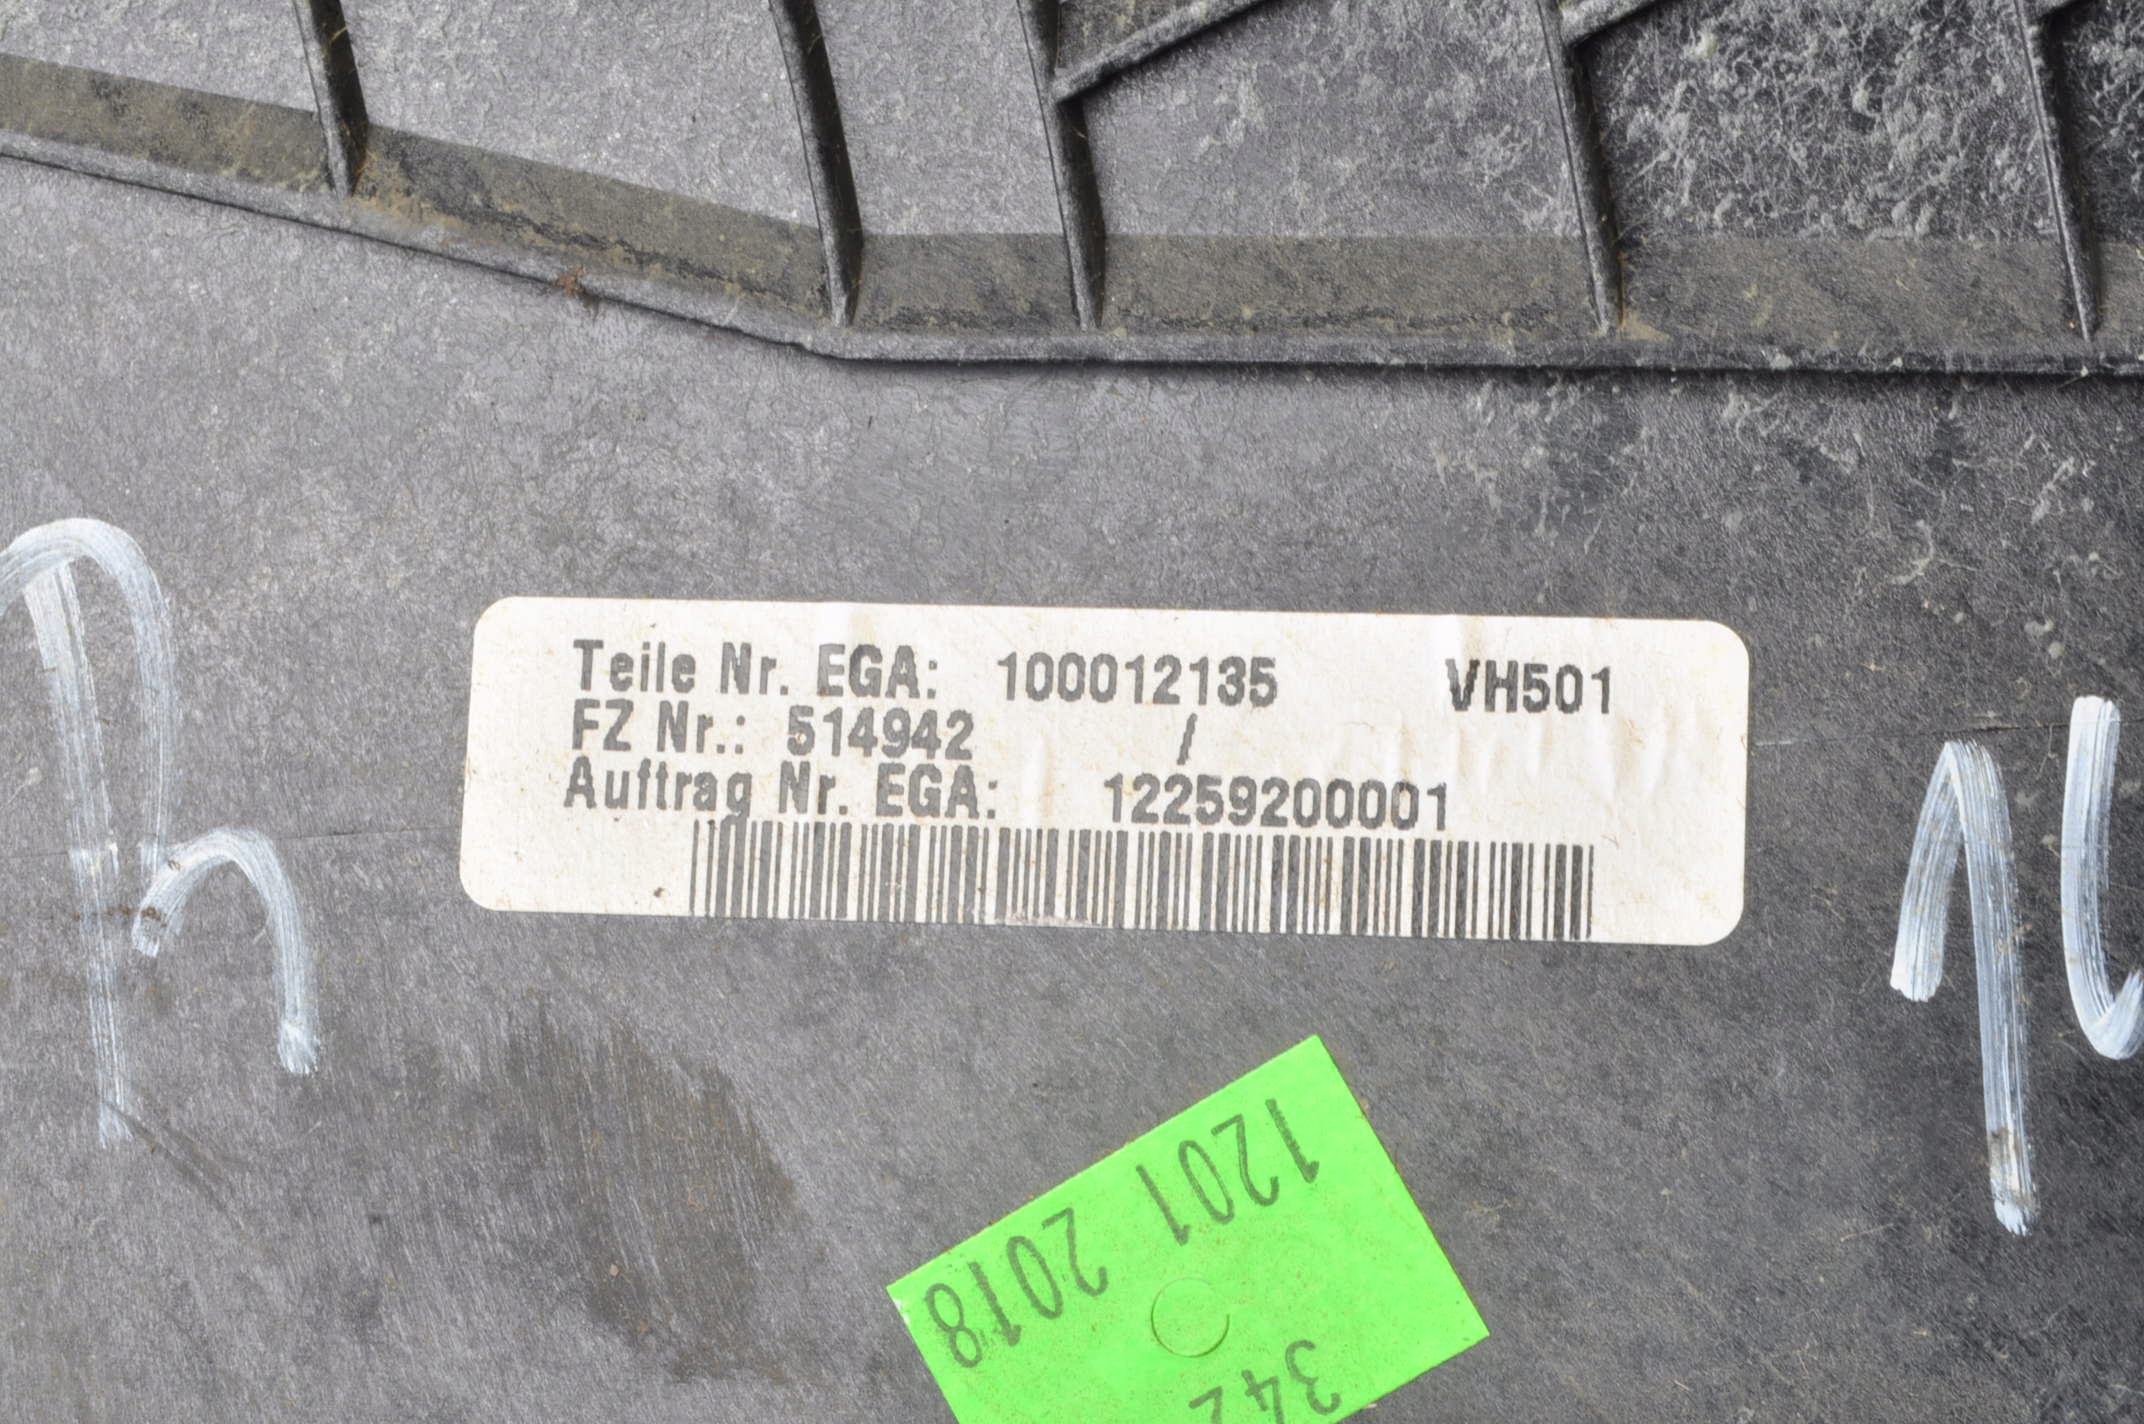 Teile Nr. EGA: 100012135 VH501
FZ Nr.: 514942 /
Auftrag Nr. EGA: 12259200001
1201 2018
342